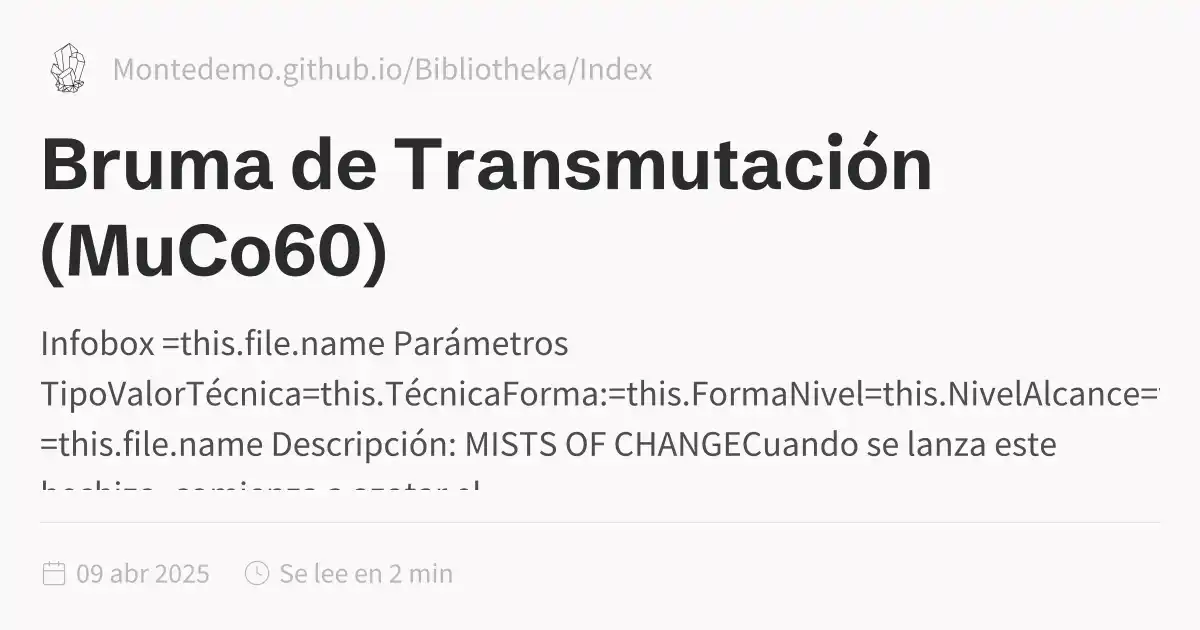 Montedemo.github.io/Bibliotheka/Index
Bruma de Transmutación
(MuCo60)
Infobox =this.file.name Parámetros
TipoValorTécnica=this.TécnicaForma:=this.FormaNivel=this.NivelAlcance=
=this.file.name Descripción: MISTS OF CHANGECuando se lanza este
09 abr 2025
Se lee en 2 min